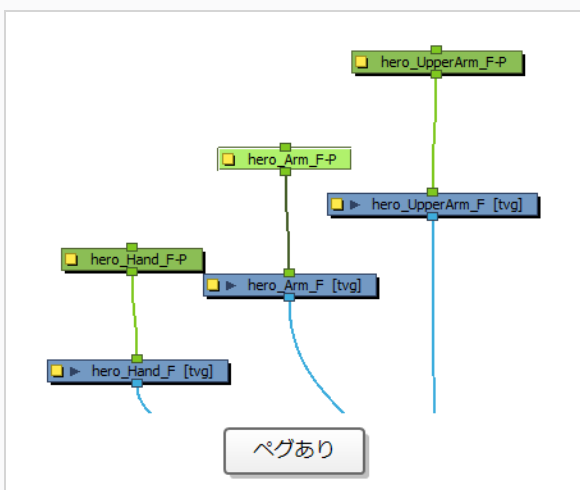 hero_UpperArm_F-P
hero_Arm_F-P
hero_UpperArm_F [tvg]
hero_Hand_F-P
hero_Arm_F [tvg]
hero_Hand_F [tvg]
ペグあり